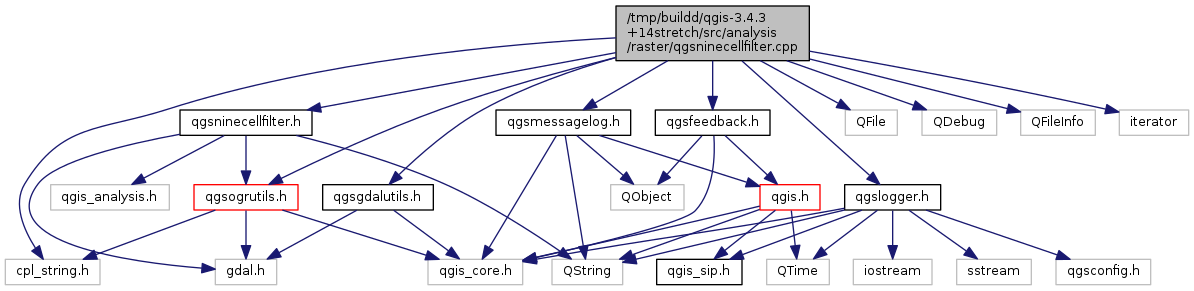 /tmp/buildd/qgis-3.4.3
+14stretch/src/analysis
/raster/qgsninecellfilter.cpp
qgsninecellfilter.h
qgsmessagelog.h
qgsfeedback.h
QFile
QDebug
QFileInfo
iterator
qgis_analysis.h
qgsogrutils.h
qgsgdalutils.h
QObject
qgis.h
qgslogger.h
cpl_string.h
gdal.h
qgis_core.h
QString
qgis_sip.h
QTime
iostream
sstream
qgsconfig.h